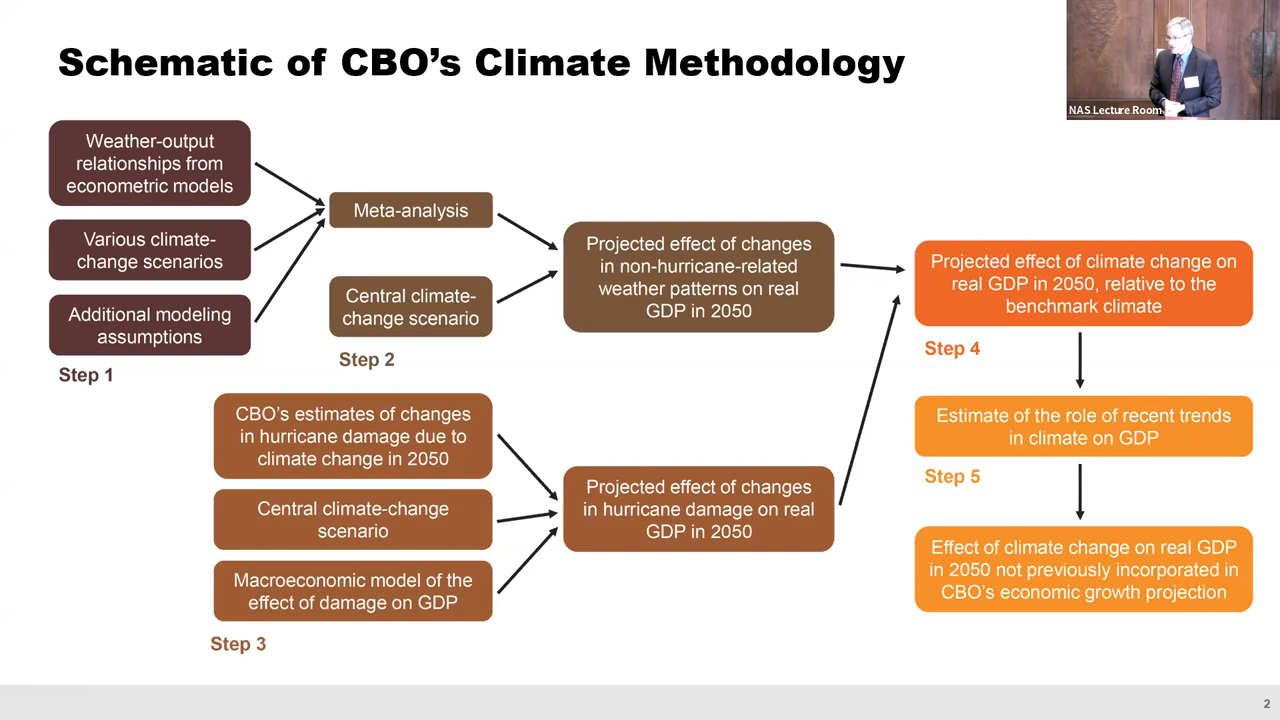 Schematic of CBO's Climate Methodology
NAS Lecture Room
Weather-output
relationships from
econometric models
Various climate-
change scenarios
Additional modeling
assumptions
Step 1
Meta-analysis
Central climate-
change scenario
Step 2
Projected effect of changes
in non-hurricane-related
weather patterns on real
GDP in 2050
CBO's estimates of changes
in hurricane damage due to
climate change in 2050
Central climate-change
scenario
Macroeconomic model of the
effect of damage on GDP
Step 3
Projected effect of changes
in hurricane damage on real
GDP in 2050
Projected effect of climate change on
real GDP in 2050, relative to the
benchmark climate
Step 4
Estimate of the role of recent trends
in climate on GDP
Step 5
Effect of climate change on real GDP
in 2050 not previously incorporated in
CBO's economic growth projection
2